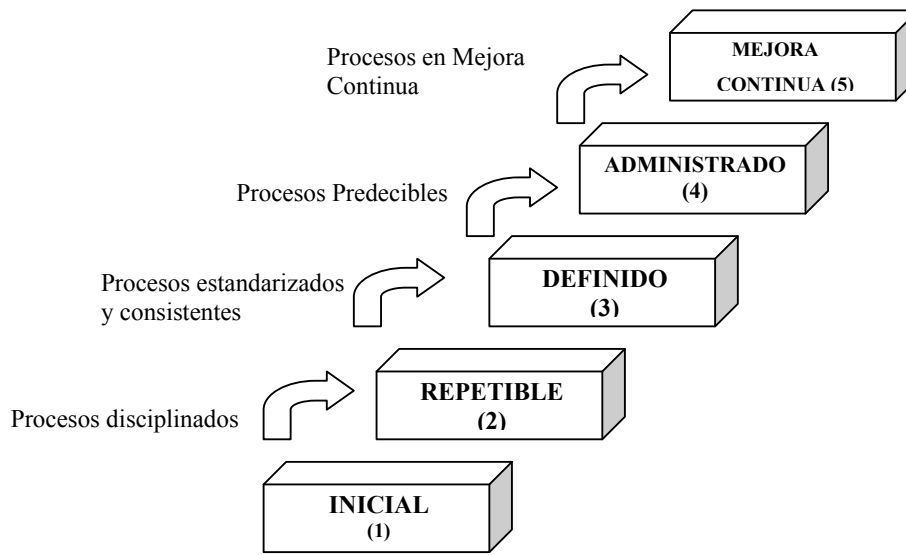 Procesos en Mejora
Continua
MEJORA
CONTINUA (5)
Procesos Predecibles
ADMINISTRADO
(4)
Procesos estandarizados
y consistentes
DEFINIDO
(3)
Procesos disciplinados
REPETIBLE
(2)
INICIAL
(1)